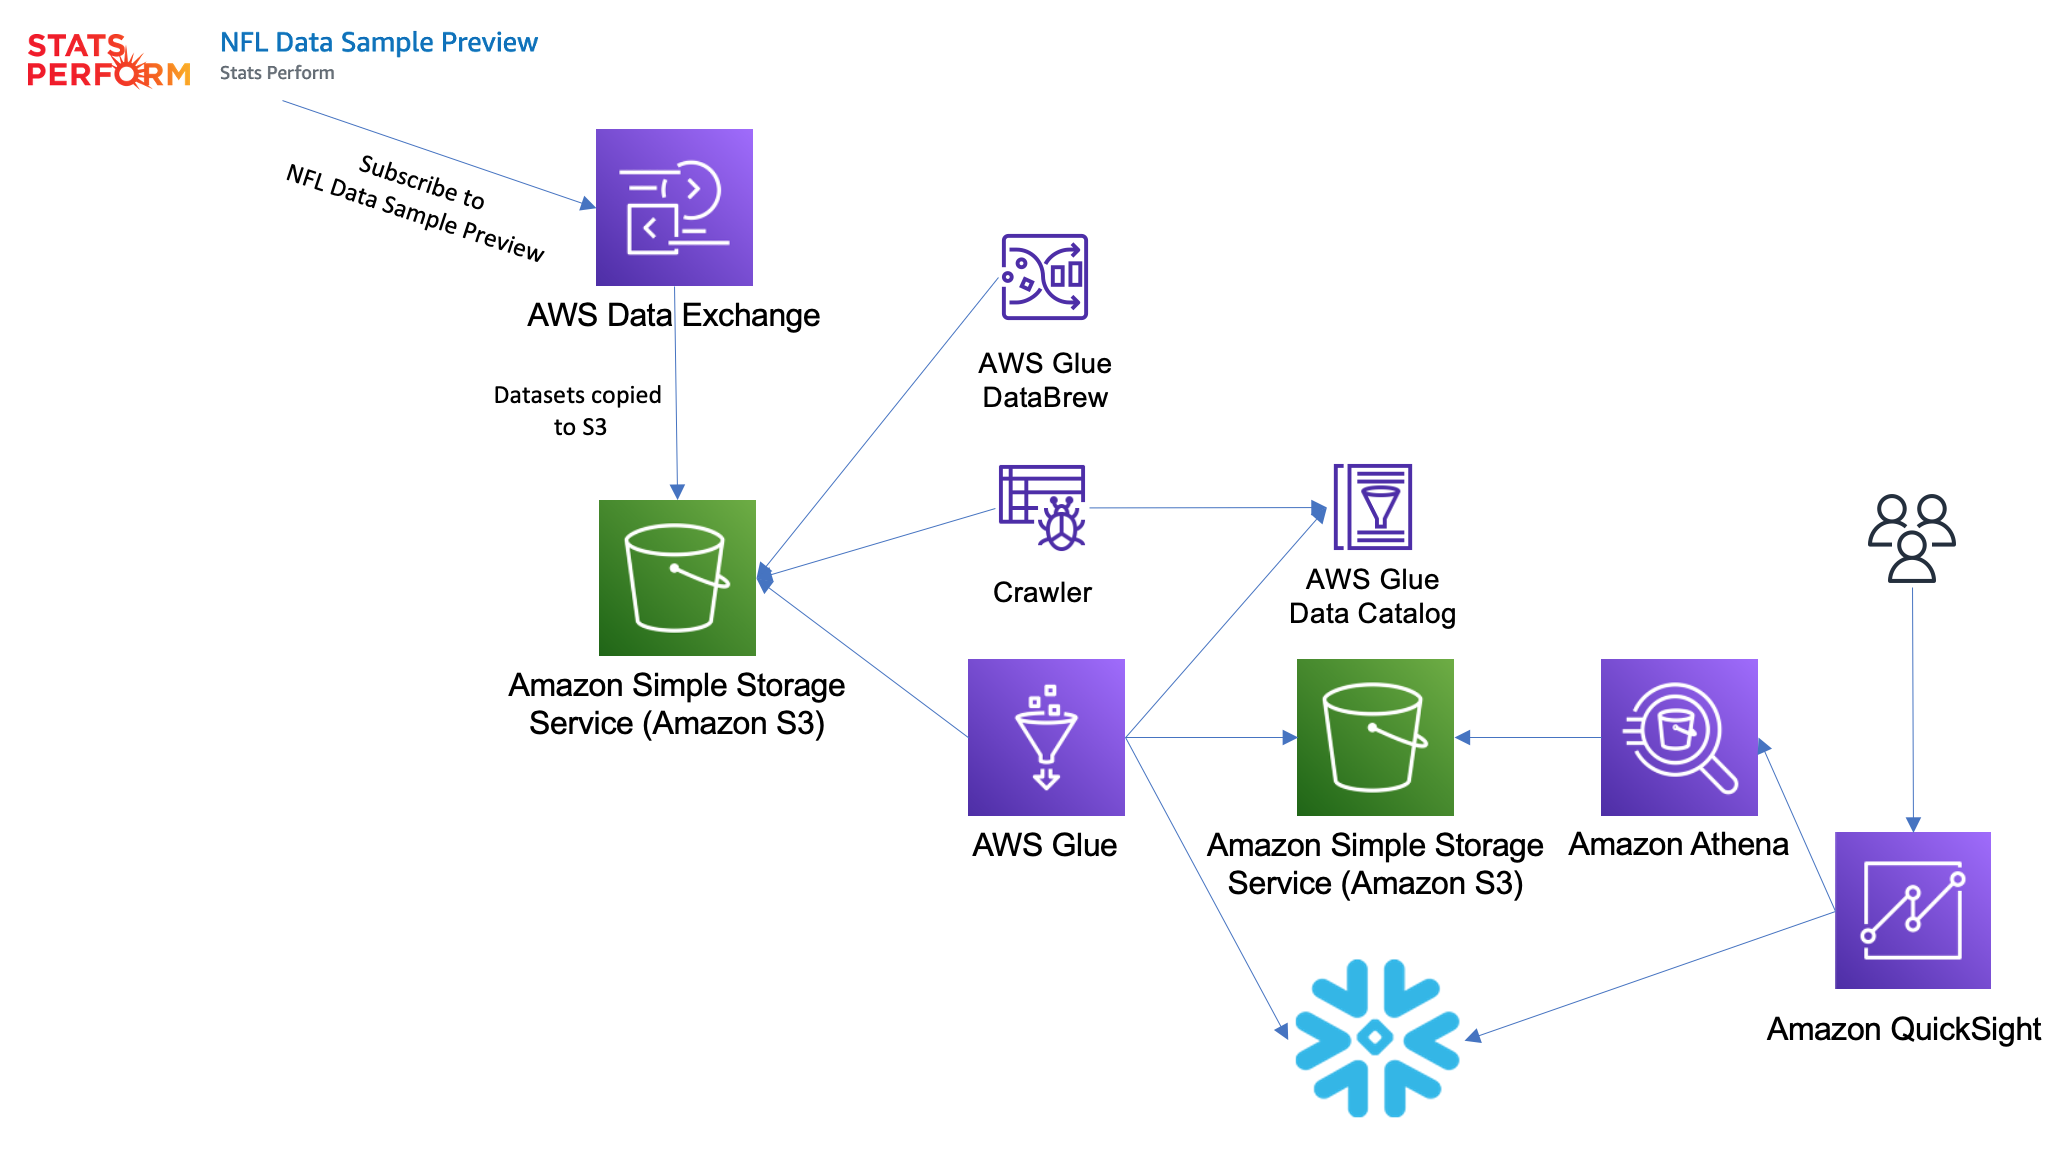 STATS
PERFORM
NFL Data Sample Preview
Stats Perform
Subscribe to
NFL Data Sample Preview
AWS Data Exchange
Datasets copied
to S3
AWS Glue
DataBrew
Crawler
AWS Glue
Data Catalog
Amazon Simple Storage
Service (Amazon S3)
AWS Glue
Amazon Simple Storage
Service (Amazon S3)
Amazon Athena
Amazon QuickSight